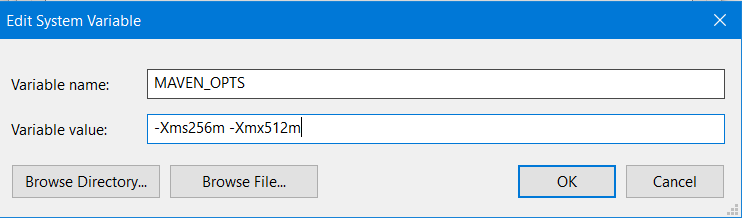 Edit System Variable
Variable name: MAVEN_OPTS
Variable value: -Xms256m -Xmx512m
Browse Directory... Browse File... OK Cancel